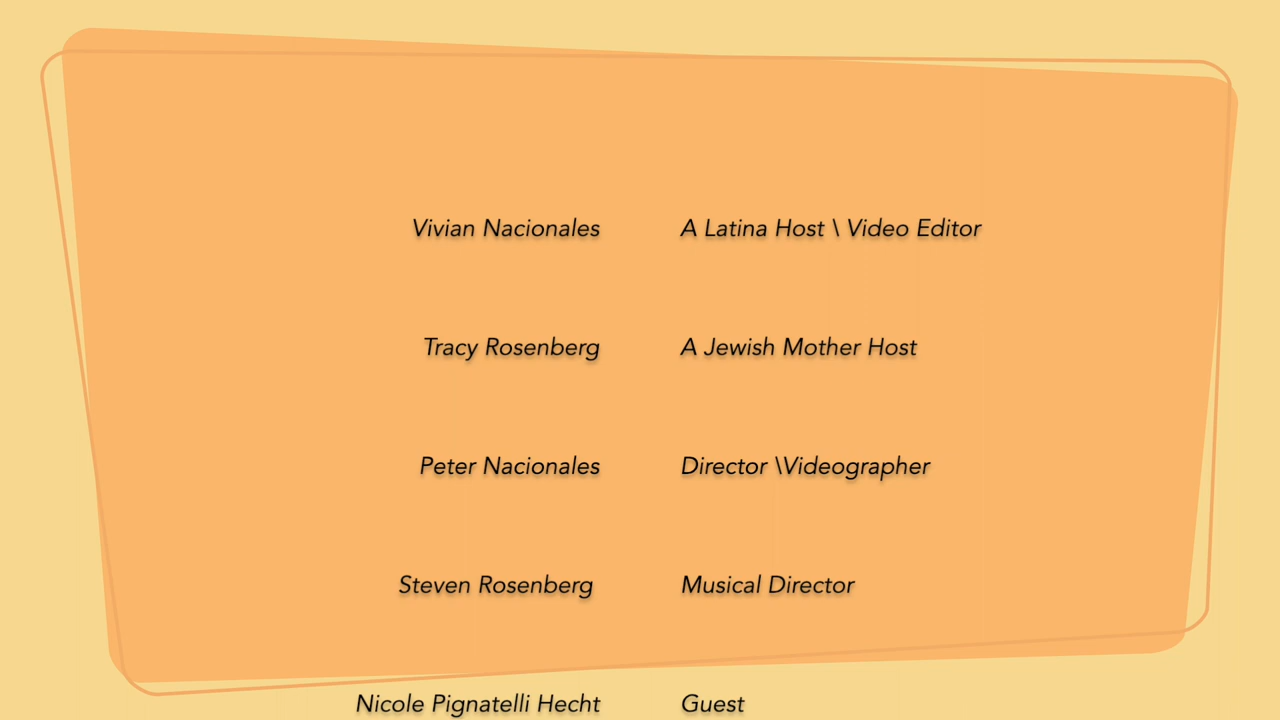 Vivian Nacionales A Latina Host \ Video Editor
Tracy Rosenberg A Jewish Mother Host
Peter Nacionales Director \Videographer
Steven Rosenberg Musical Director
Nicole Pignatelli Hecht Guest